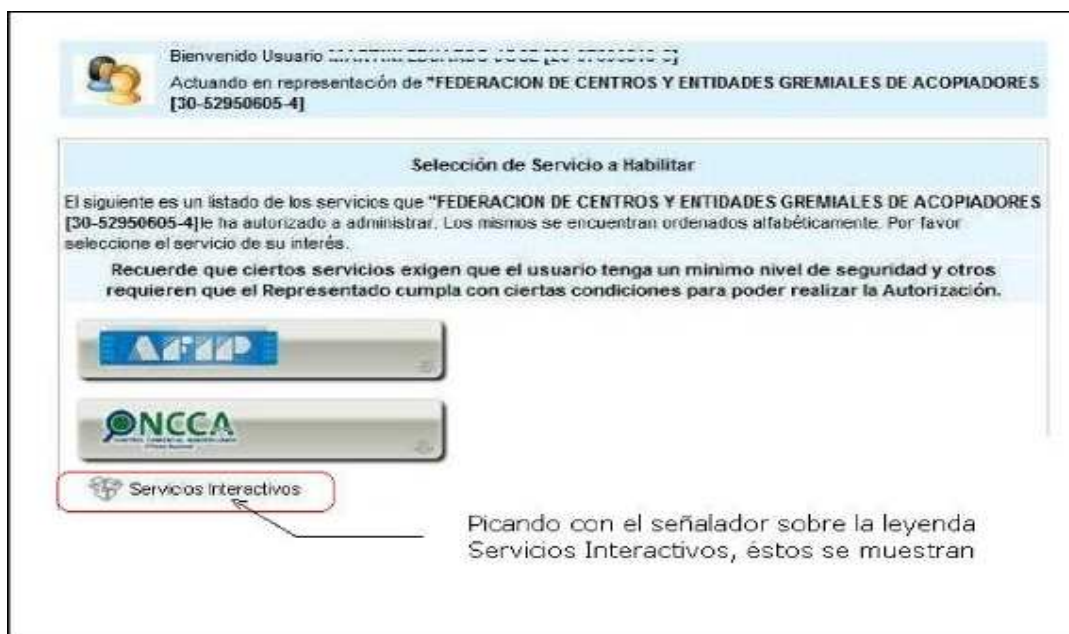 Bienvenido Usuario
Actuando en representación de "FEDERACION DE CENTROS Y ENTIDADES GREMIALES DE ACOPIADORES
[30-52950605-4]
Selección de Servicio a Habilitar
El siguiente es un listado de los servicios que "FEDERACION DE CENTROS Y ENTIDADES GREMIALES DE ACOPIADORES
[30-52950605-4]le ha autorizado a administrar. Los mismos se encuentran ordenados alfabéticamente. Por favor
seleccione el servicio de su interés.
Recuerde que ciertos servicios exigen que el usuario tenga un minimo nivel de seguridad y otros
requieren que el Representado cumpla con ciertas condiciones para poder realizar la Autorización.
AFIP
ONCCA
Servicios Interactivos
Picando con el señalador sobre la leyenda
Servicios Interactivos, éstos se muestran